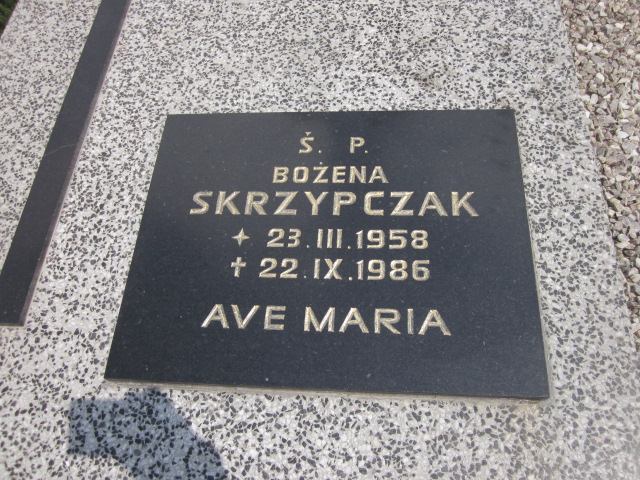 Ś. P.
BOŻENA
SKRZYPCZAK
✦ 23.III.1958
✝ 22.IX.1986
AVE MARIA